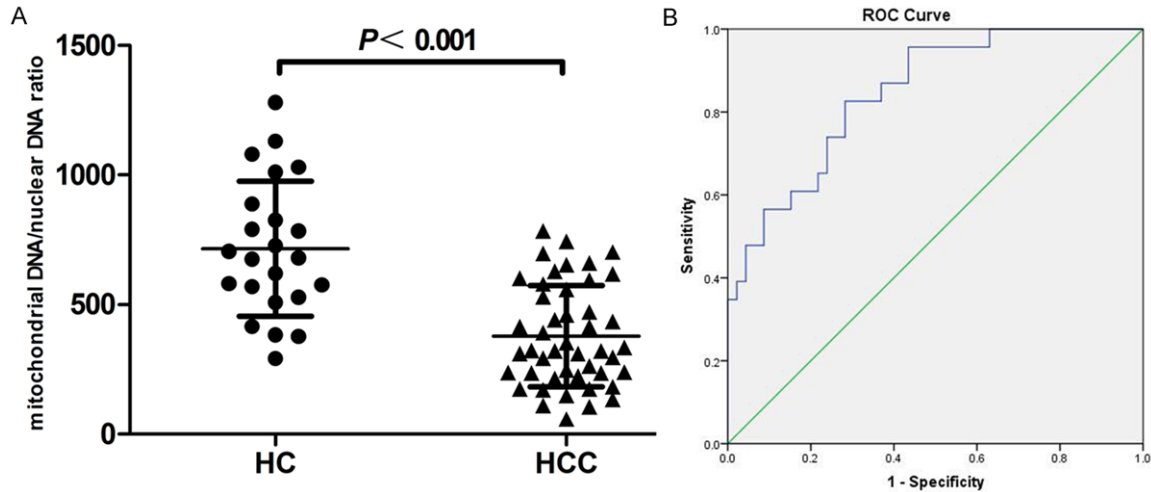 A
P< 0.001
mitochondrial DNA/nuclear DNA ratio
1500
1000
500
0
HC
HCC
B
ROC Curve
Sensitivity
1.0
0.8
0.6
0.4
0.2
0.0
0.0
0.2
0.4
0.6
0.8
1.0
1 - Specificity